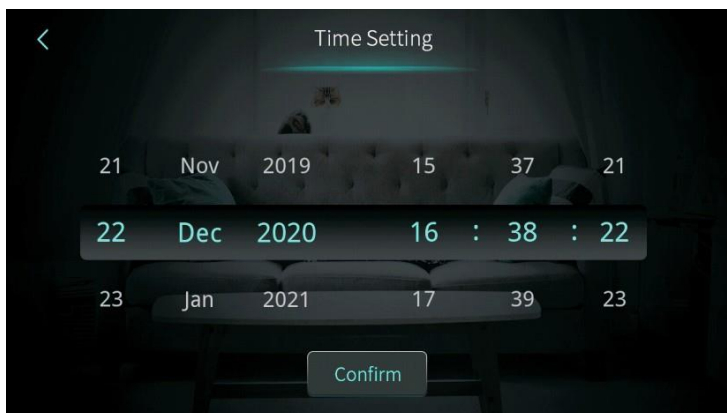 Time Setting
21 Nov 2019 15 37 21
22 Dec 2020 16 : 38 : 22
23 Jan 2021 17 39 23
Confirm